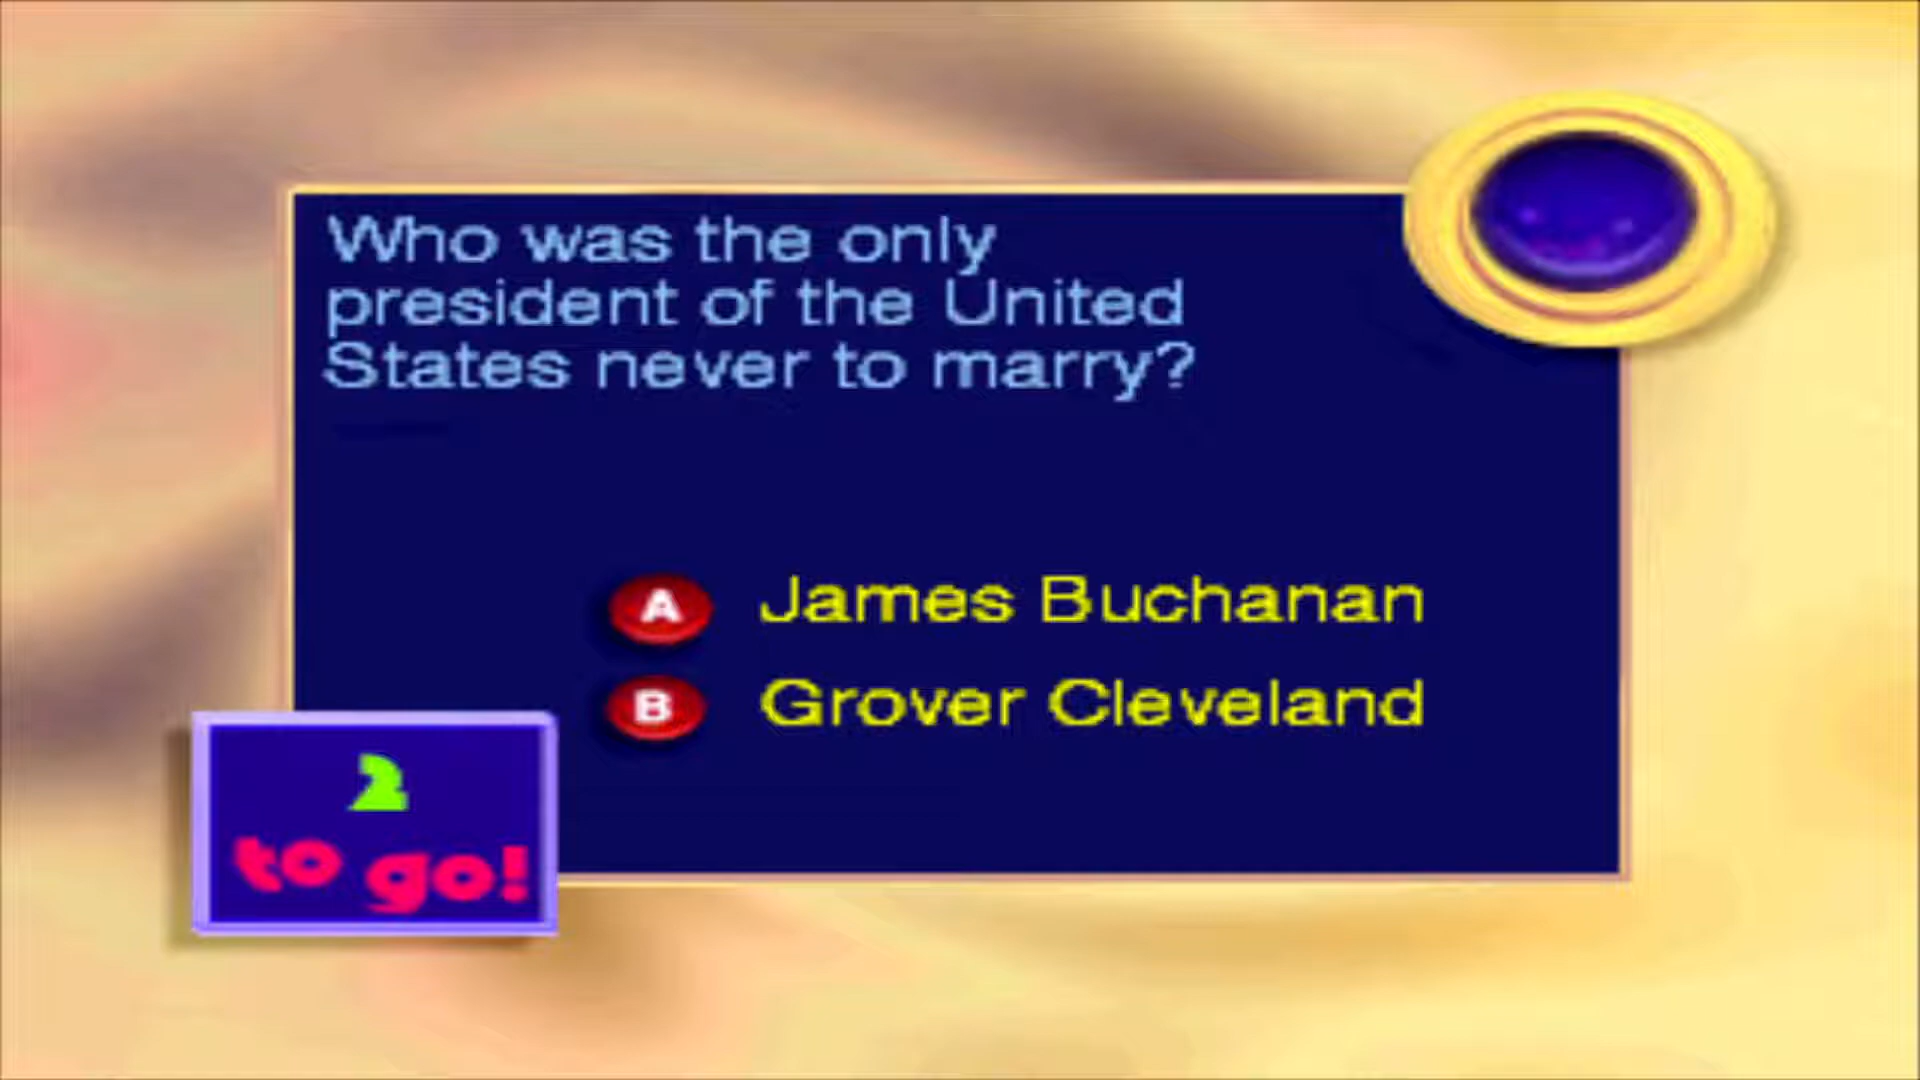 Who was the only
president of the United
States never to marry?
A James Buchanan
B Grover Cleveland
2
to go!